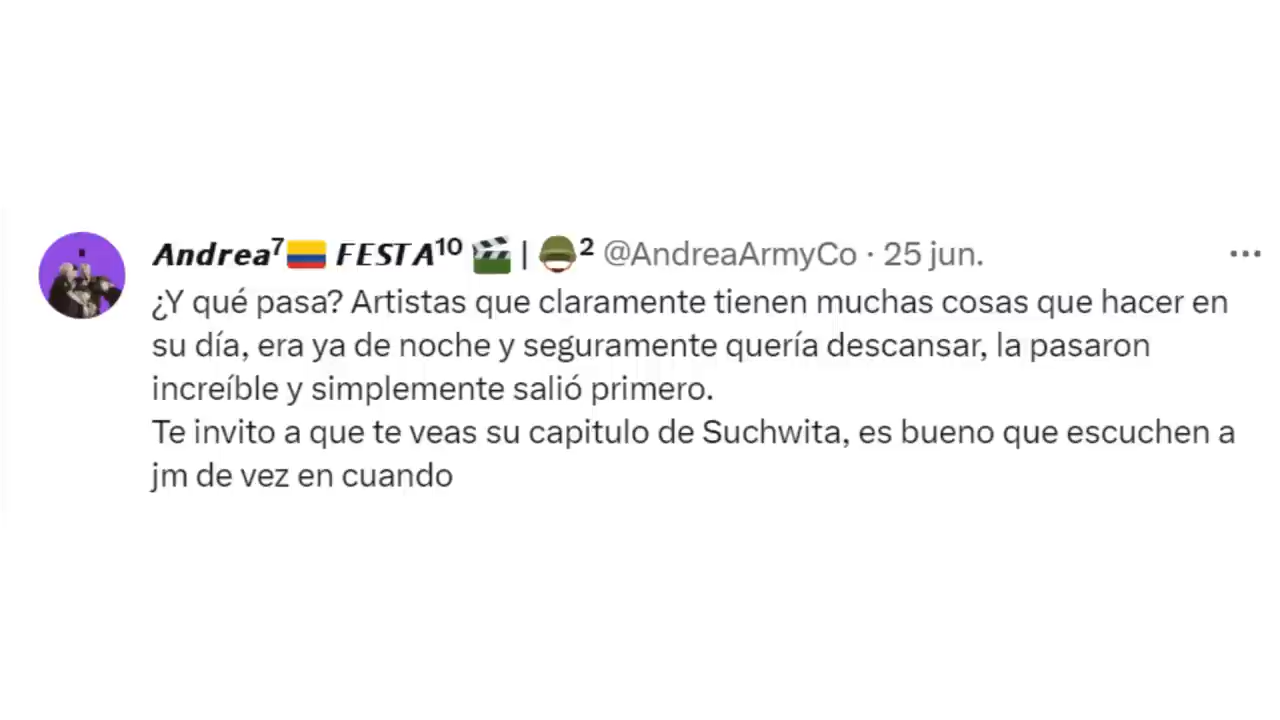 Andrea⁷🇨🇴 FESTA¹⁰ 🎬 | 🪖² @AndreaArmyCo · 25 jun.
¿Y qué pasa? Artistas que claramente tienen muchas cosas que hacer en
su día, era ya de noche y seguramente quería descansar, la pasaron
increíble y simplemente salió primero.
Te invito a que te veas su capitulo de Suchwita, es bueno que escuchen a
jm de vez en cuando